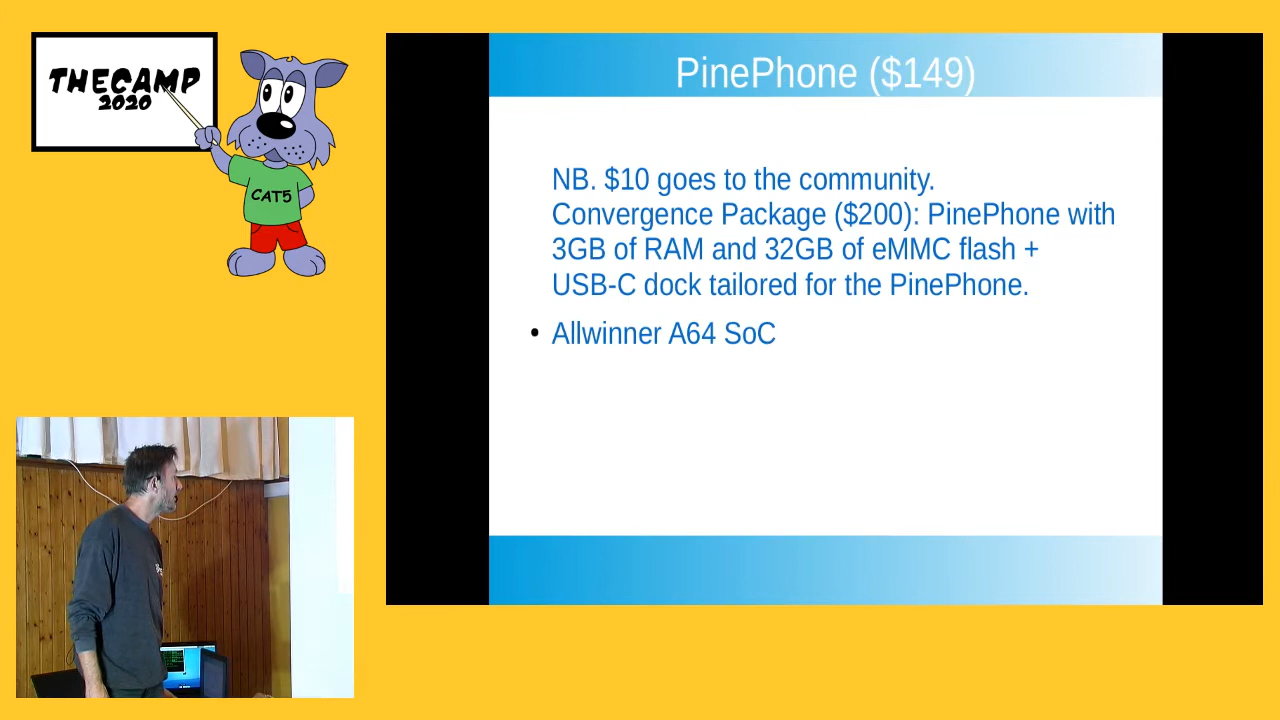 THECAMP
2020
CAT5
PinePhone ($149)
NB. $10 goes to the community.
Convergence Package ($200): PinePhone with
3GB of RAM and 32GB of eMMC flash +
USB-C dock tailored for the PinePhone.
• Allwinner A64 SoC